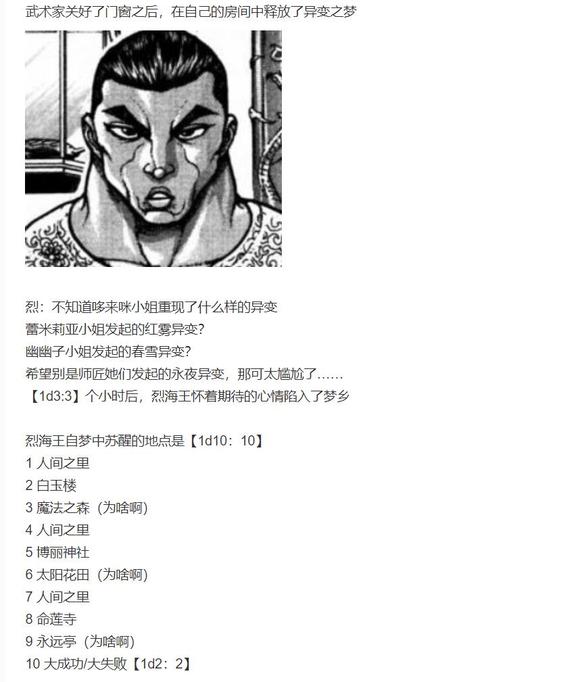 武术家关好了门窗之后，在自己的房间中释放了异变之梦
烈：不知道哆来咪小姐重现了什么样的异变
蕾米莉亚小姐发起的红雾异变?
幽幽子小姐发起的春雪异变?
希望别是师匠她们发起的永夜异变，那可太尴尬了……
【1d3:3】个小时后，烈海王怀着期待的心情陷入了梦乡
烈海王自梦中苏醒的地点是【1d10：10】
1 人间之里
2 白玉楼
3 魔法之森（为啥啊）
4 人间之里
5 博丽神社
6 太阳花田（为啥啊）
7 人间之里
8 命莲寺
9 永远亭（为啥啊）
10 大成功/大失败【1d2：2】